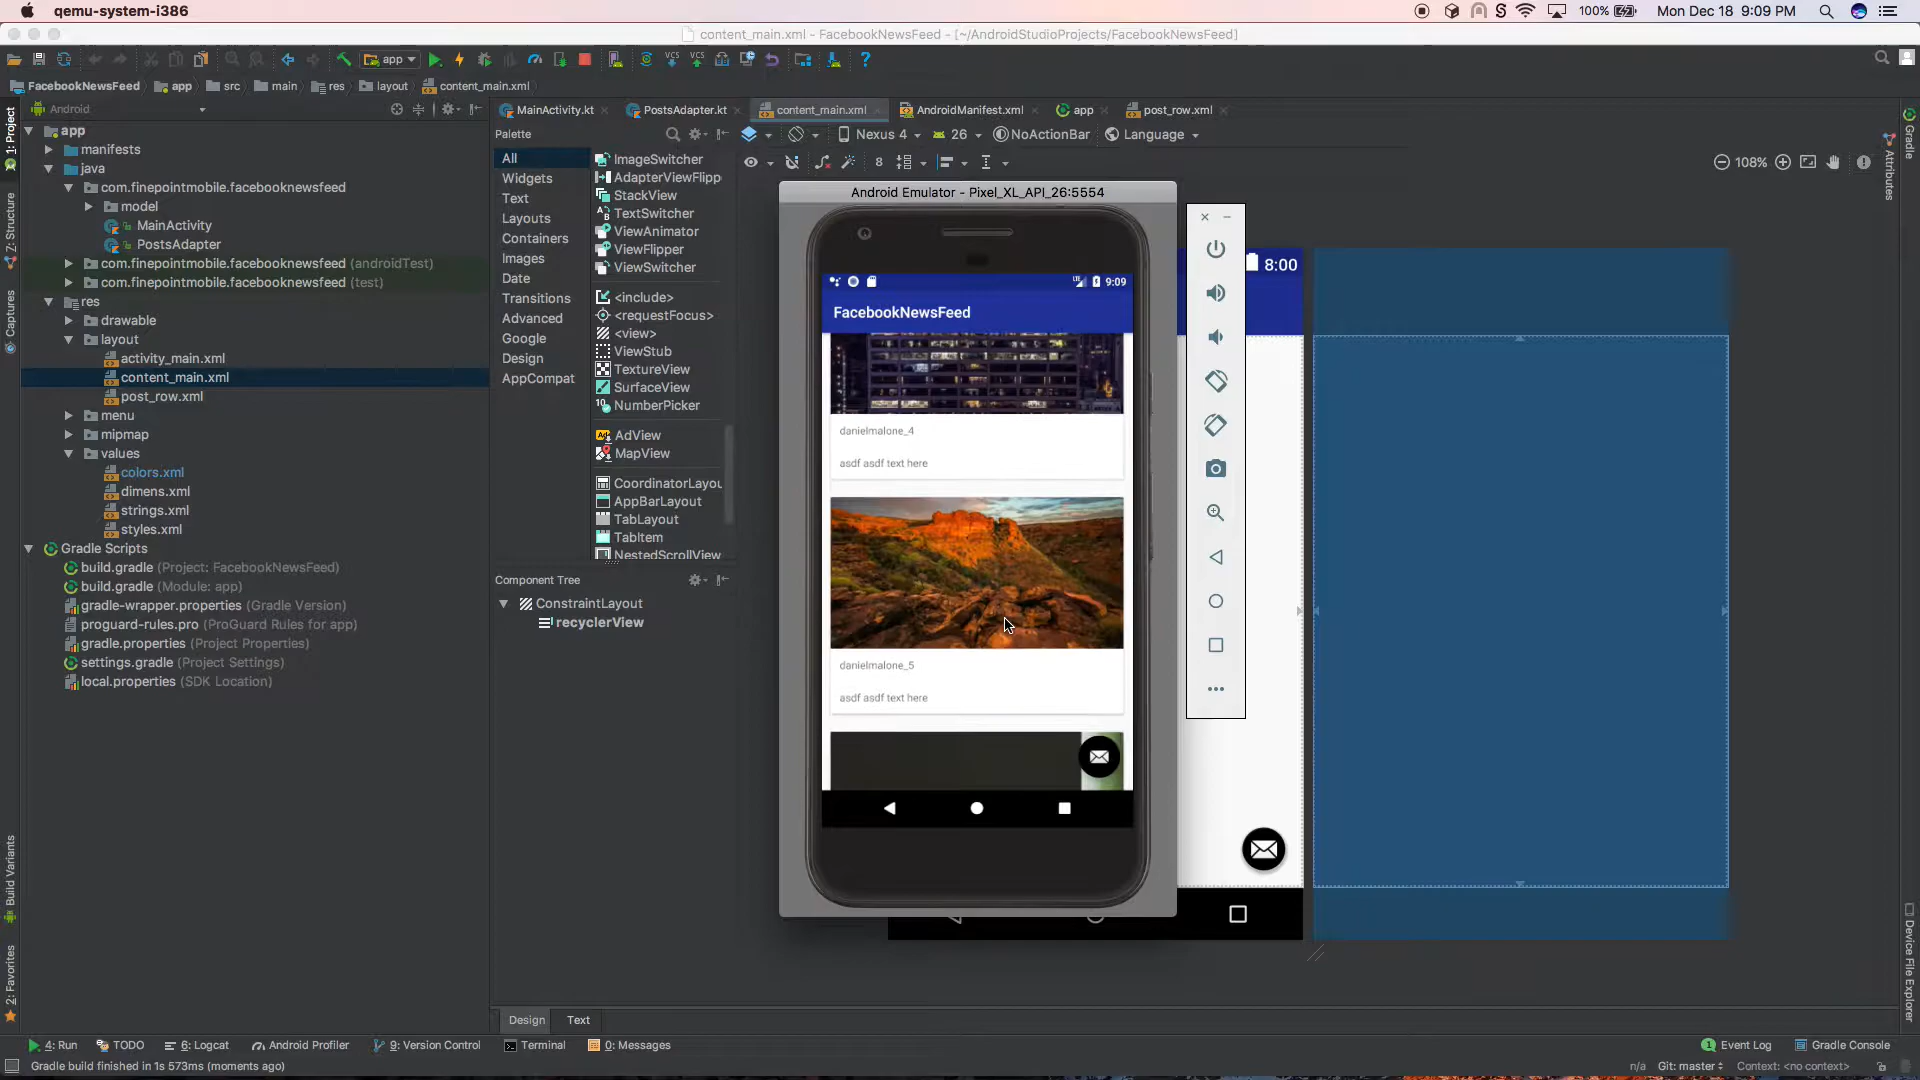 qemu-system-i386
100%
Mon Dec 18 9:09 PM
content_main.xml - FacebookNewsFeed - [~/AndroidStudioProjects/FacebookNewsFeed]
app
VCS VCS
FacebookNewsFeed app src main res layout content_main.xml
Android
MainActivity.kt PostsAdapter.kt content_main.xml AndroidManifest.xml app post_row.xml
Palette
Nexus 4 26 NoActionBar Language
8
108%
1: Project
Z: Structure
Captures
Build Variants
2: Favorites
Gradle
Attributes
Device File Explorer
app
manifests
java
com.finepointmobile.facebooknewsfeed
model
MainActivity
PostsAdapter
com.finepointmobile.facebooknewsfeed (androidTest)
com.finepointmobile.facebooknewsfeed (test)
res
drawable
layout
activity_main.xml
content_main.xml
post_row.xml
menu
mipmap
values
colors.xml
dimens.xml
strings.xml
styles.xml
Gradle Scripts
build.gradle (Project: FacebookNewsFeed)
build.gradle (Module: app)
gradle-wrapper.properties (Gradle Version)
proguard-rules.pro (ProGuard Rules for app)
gradle.properties (Project Properties)
settings.gradle (Project Settings)
local.properties (SDK Location)
All
Widgets
Text
Layouts
Containers
Images
Date
Transitions
Advanced
Google
Design
AppCompat
ImageSwitcher
AdapterViewFlipp
StackView
TextSwitcher
ViewAnimator
ViewFlipper
ViewSwitcher
<include>
<requestFocus>
<view>
ViewStub
TextureView
SurfaceView
NumberPicker
AdView
MapView
CoordinatorLayou
AppBarLayout
TabLayout
TabItem
NestedScrollView
Component Tree
ConstraintLayout
recyclerView
Android Emulator - Pixel_XL_API_26:5554
9:09
FacebookNewsFeed
danielmalone_4
asdf asdf text here
danielmalone_5
asdf asdf text here
8:00
Design Text
4: Run TODO 6: Logcat Android Profiler 9: Version Control Terminal 0: Messages
1 Event Log Gradle Console
Gradle build finished in 1s 573ms (moments ago)
n/a Git: master Context: <no context>